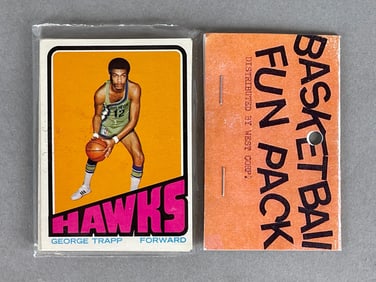 12
HAWKS
GEORGE TRAPP FORWARD
BASKETBALL
FUN PACK
DISTRIBUTED BY WEST CORP.